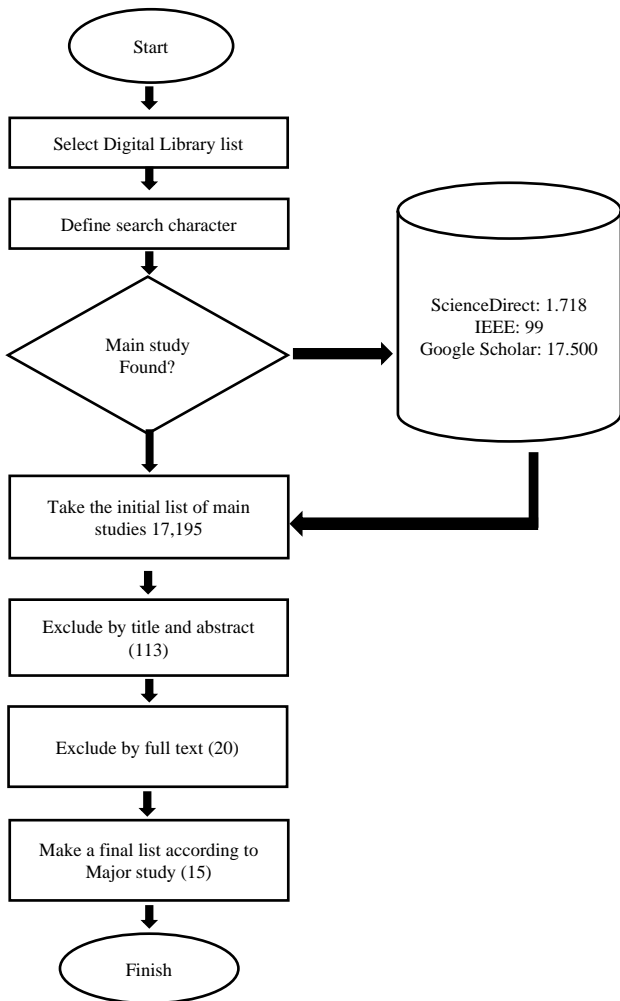 Start
Select Digital Library list
Define search character
Main study
Found?
ScienceDirect: 1.718
IEEE: 99
Google Scholar: 17.500
Take the initial list of main
studies 17,195
Exclude by title and abstract
(113)
Exclude by full text (20)
Make a final list according to
Major study (15)
Finish